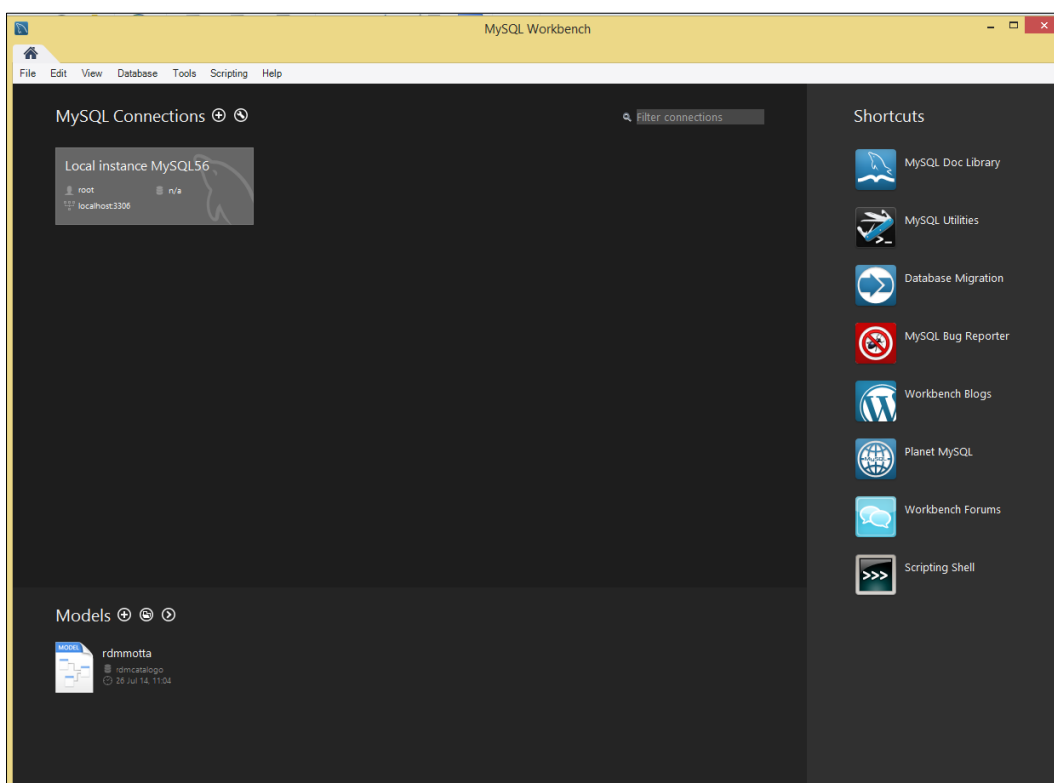 MySQL Workbench
File Edit View Database Tools Scripting Help
MySQL Connections
Filter connections
Local instance MySQL56
root n/a
localhost:3306
Shortcuts
MySQL Doc Library
MySQL Utilities
Database Migration
MySQL Bug Reporter
Workbench Blogs
Planet MySQL
MySQL
Workbench Forums
Scripting Shell
>>>
Models
MODEL
rdmmotta
rdmcatalogo
26 Jul 14, 11:04